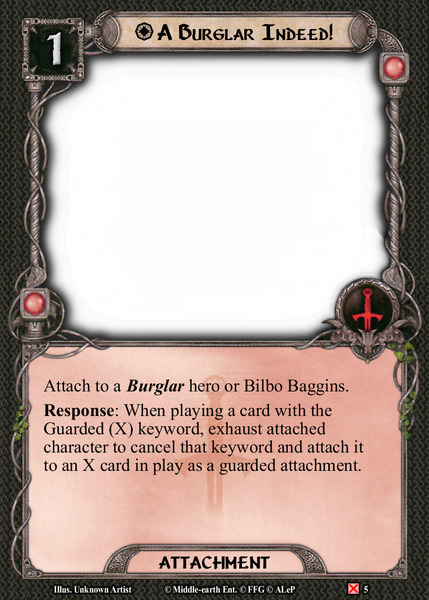 1
A Burglar Indeed!
Attach to a Burglar hero or Bilbo Baggins.
Response: When playing a card with the
Guarded (X) keyword, exhaust attached
character to cancel that keyword and attach it
to an X card in play as a guarded attachment.
ATTACHMENT
Illus. Unknown Artist
© Middle-earth Ent. © FFG © ALeP
5